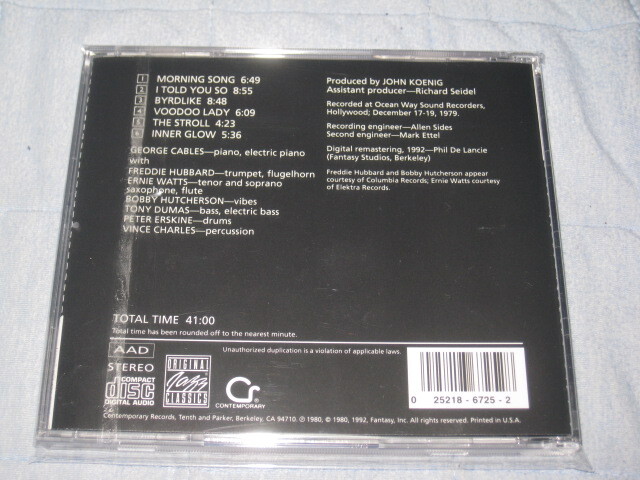 1 MORNING SONG 6:49
2 I TOLD YOU SO 8:55
3 BYRDLIKE 8:48
4 VOODOO LADY 6:09
5 THE STROLL 4:23
6 INNER GLOW 5:36
GEORGE CABLES—piano, electric piano
with
FREDDIE HUBBARD—trumpet, flugelhorn
ERNIE WATTS—tenor and soprano
saxophone, flute
BOBBY HUTCHERSON—vibes
TONY DUMAS—bass, electric bass
PETER ERSKINE—drums
VINCE CHARLES—percussion
Produced by JOHN KOENIG
Assistant producer—Richard Seidel
Recorded at Ocean Way Sound Recorders,
Hollywood; December 17-19, 1979.
Recording engineer—Allen Sides
Second engineer—Mark Ettel
Digital remastering, 1992—Phil De Lancie
(Fantasy Studios, Berkeley)
Freddie Hubbard and Bobby Hutcherson appear
courtesy of Columbia Records; Ernie Watts courtesy
of Elektra Records.
TOTAL TIME 41:00
Total time has been rounded off to the nearest minute.
AAD
STEREO
COMPACT
disc
DIGITAL AUDIO
ORIGINAL
Jazz
CLASSICS
Cr
CONTEMPORARY
Unauthorized duplication is a violation of applicable laws.
0 25218-6725-2
Contemporary Records, Tenth and Parker, Berkeley, CA 94710. ℗ 1980, © 1980, 1992, Fantasy, Inc. All rights reserved. Printed in U.S.A.